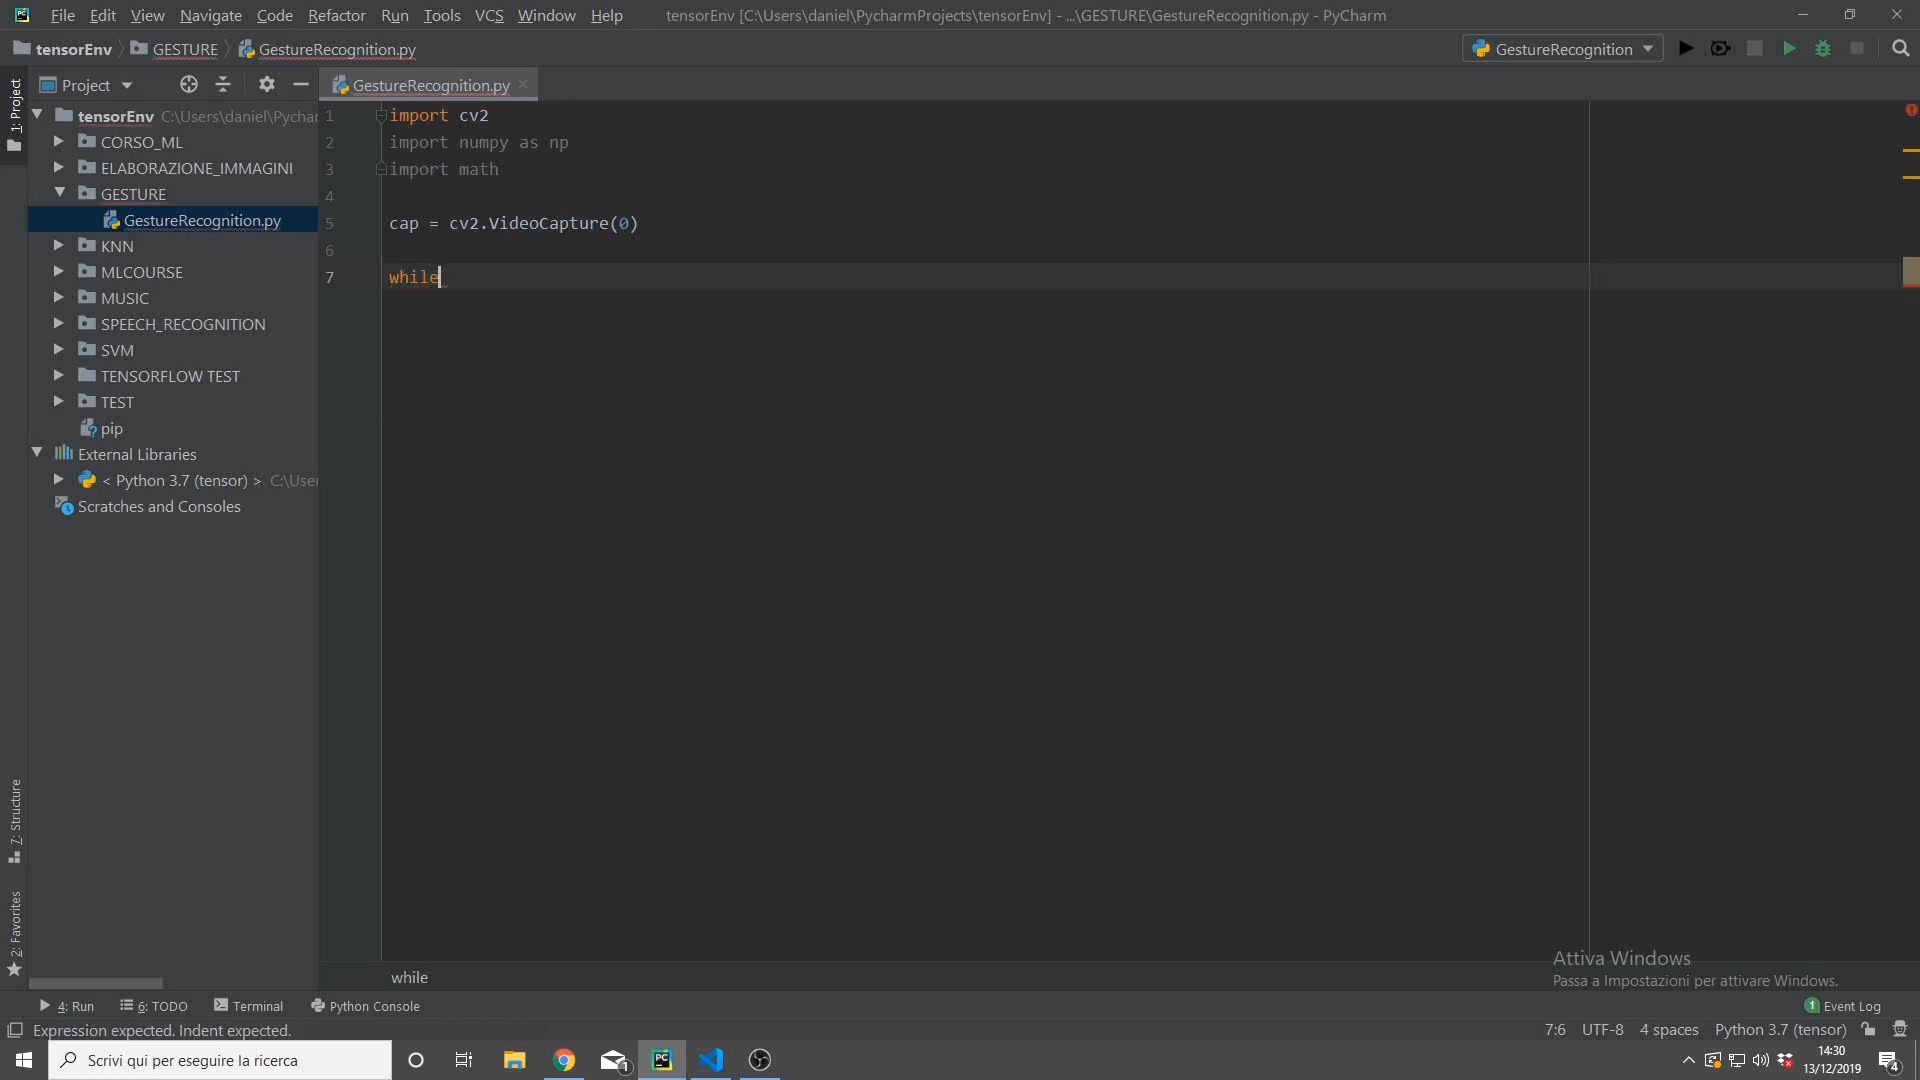 File Edit View Navigate Code Refactor Run Tools VCS Window Help tensorEnv [C:\Users\daniel\PycharmProjects\tensorEnv] - ...\GESTURE\GestureRecognition.py - PyCharm
tensorEnv GESTURE GestureRecognition.py GestureRecognition
Project GestureRecognition.py
1: Project
tensorEnv C:\Users\daniel\Pychar
CORSO_ML
ELABORAZIONE_IMMAGINI
GESTURE
GestureRecognition.py
KNN
MLCOURSE
MUSIC
SPEECH_RECOGNITION
SVM
TENSORFLOW TEST
TEST
pip
External Libraries
< Python 3.7 (tensor) > C:\User
Scratches and Consoles
7: Structure
2: Favorites
1 import cv2
2 import numpy as np
3 import math
4
5 cap = cv2.VideoCapture(0)
6
7 while
while
Attiva Windows
Passa a Impostazioni per attivare Windows.
4: Run 6: TODO Terminal Python Console 1 Event Log
Expression expected. Indent expected. 7:6 UTF-8 4 spaces Python 3.7 (tensor)
Scrivi qui per eseguire la ricerca 1 14:30
13/12/2019 4